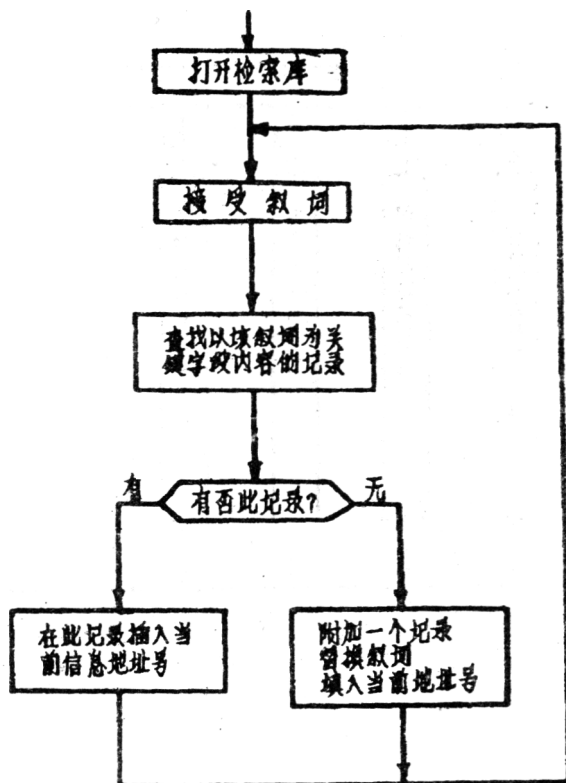 打开检索库
接受叙词
查找以该叙词为关
键字段内容的记录
有否此记录?
有
无
在此记录插入当
前信息地址号
附加一个记录
替换叙词
填入当前地址号